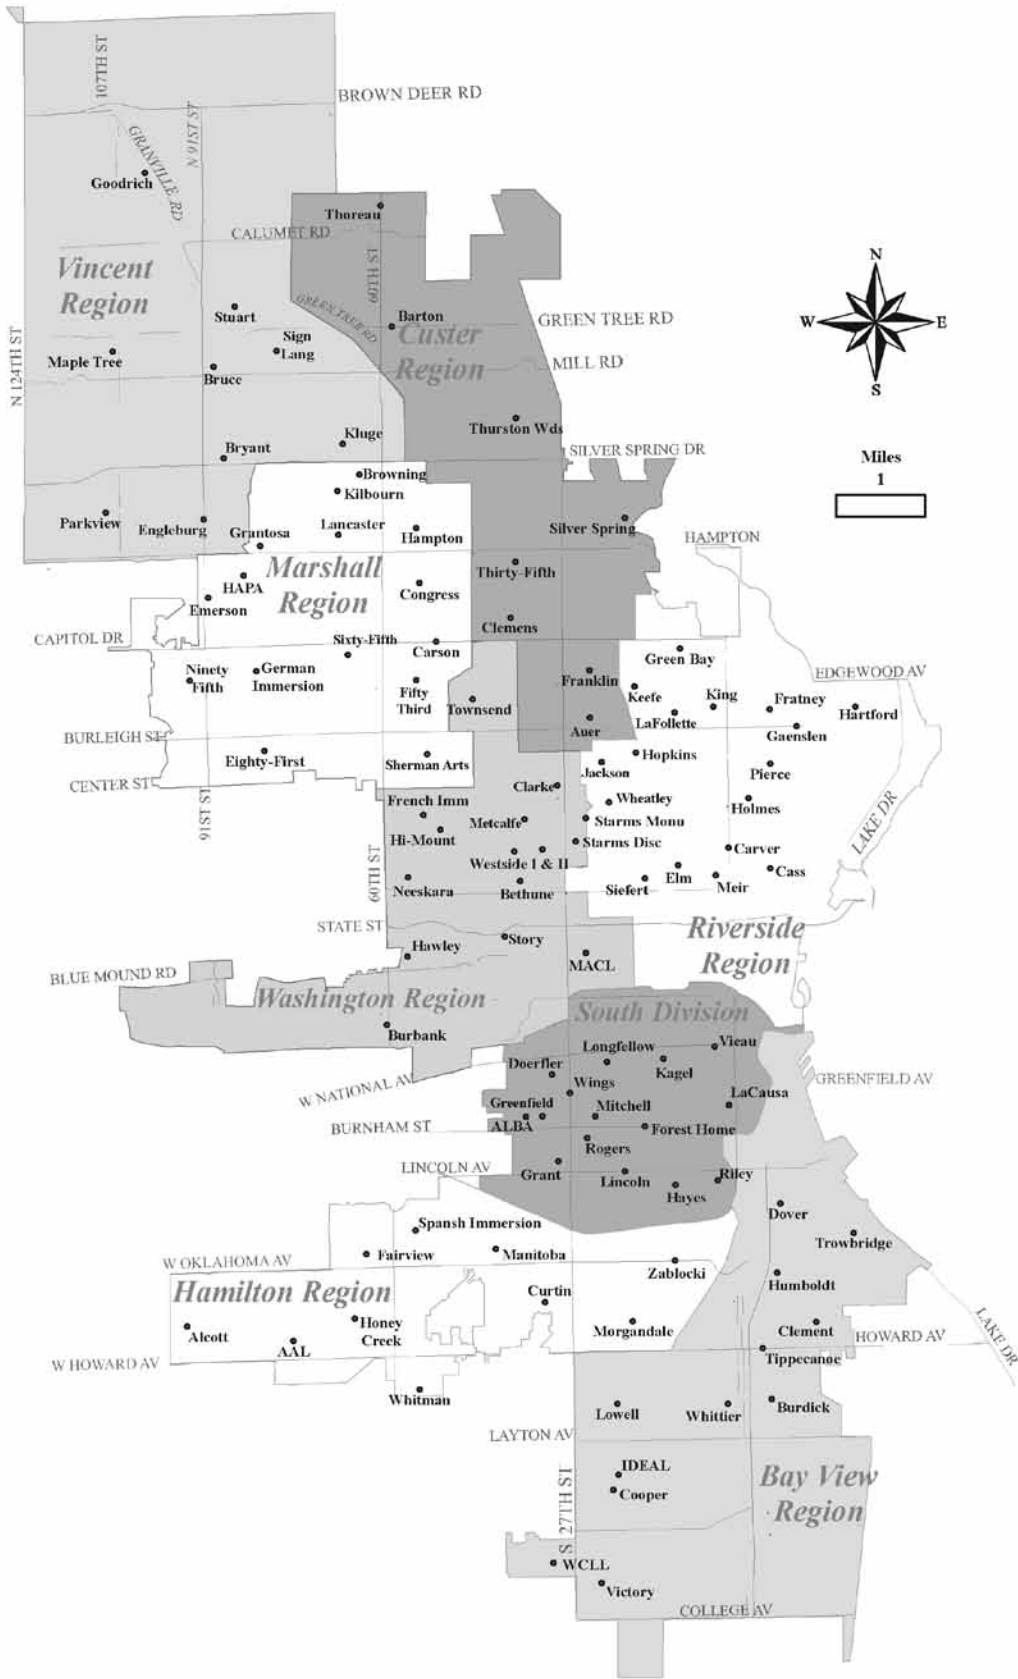 107TH ST
N 91ST ST
BROWN DEER RD
GRANVILLE RD
Goodrich
Thoreau
CALUMET RD
Vincent
Region
60TH ST
GREEN TREE RD
Stuart
Barton
Custer
Region
GREEN TREE RD
N 124TH ST
Sign
Lang
Maple Tree
Bruce
MILL RD
Thurston Wds
Kluge
Bryant
SILVER SPRING DR
Browning
Kilbourn
Parkview
Engleburg
Grantosa
Lancaster
Hampton
Silver Spring
HAMPTON
N
W
E
S
Miles
1
Marshall
Region
HAPA
Emerson
Congress
Thirty-Fifth
Clemens
CAPITOL DR
Sixty-Fifth
Carson
Green Bay
EDGEWOOD AV
Ninety
Fifth
German
Immersion
Fifty
Third
Townsend
Franklin
Keefe
King
LaFollette
Fratney
Hartford
Gaenslen
Auer
BURLEIGH ST
Eighty-First
Sherman Arts
Hopkins
Jackson
Pierce
CENTER ST
91ST ST
Clarke
French Imm
Hi-Mount
Metcalfe
Wheatley
Holmes
Starms Monu
LAKE DR
Starms Disc
Carver
Westside I & II
60TH ST
Neeskara
Bethune
Siefert
Elm
Meir
Cass
STATE ST
Hawley
Story
MACL
Riverside
Region
BLUE MOUND RD
Washington Region
South Division
Burbank
Longfellow
Vieau
Doerfler
Kagel
W NATIONAL AV
Wings
GREENFIELD AV
LaCausa
Greenfield
ALBA
Mitchell
BURNHAM ST
Forest Home
Rogers
LINCOLN AV
Grant
Lincoln
Hayes
Riley
Dover
Spansh Immersion
Trowbridge
W OKLAHOMA AV
Fairview
Manitoba
Zablocki
Humboldt
Hamilton Region
Curtin
Honey
Creek
Alcott
AAL
Morgandale
Clement
HOWARD AV
LAKE DR
W HOWARD AV
Tippecanoe
Whitman
Lowell
Whittier
Burdick
LAYTON AV
IDEAL
Cooper
Bay View
Region
S 27TH ST
WCLL
Victory
COLLEGE AV